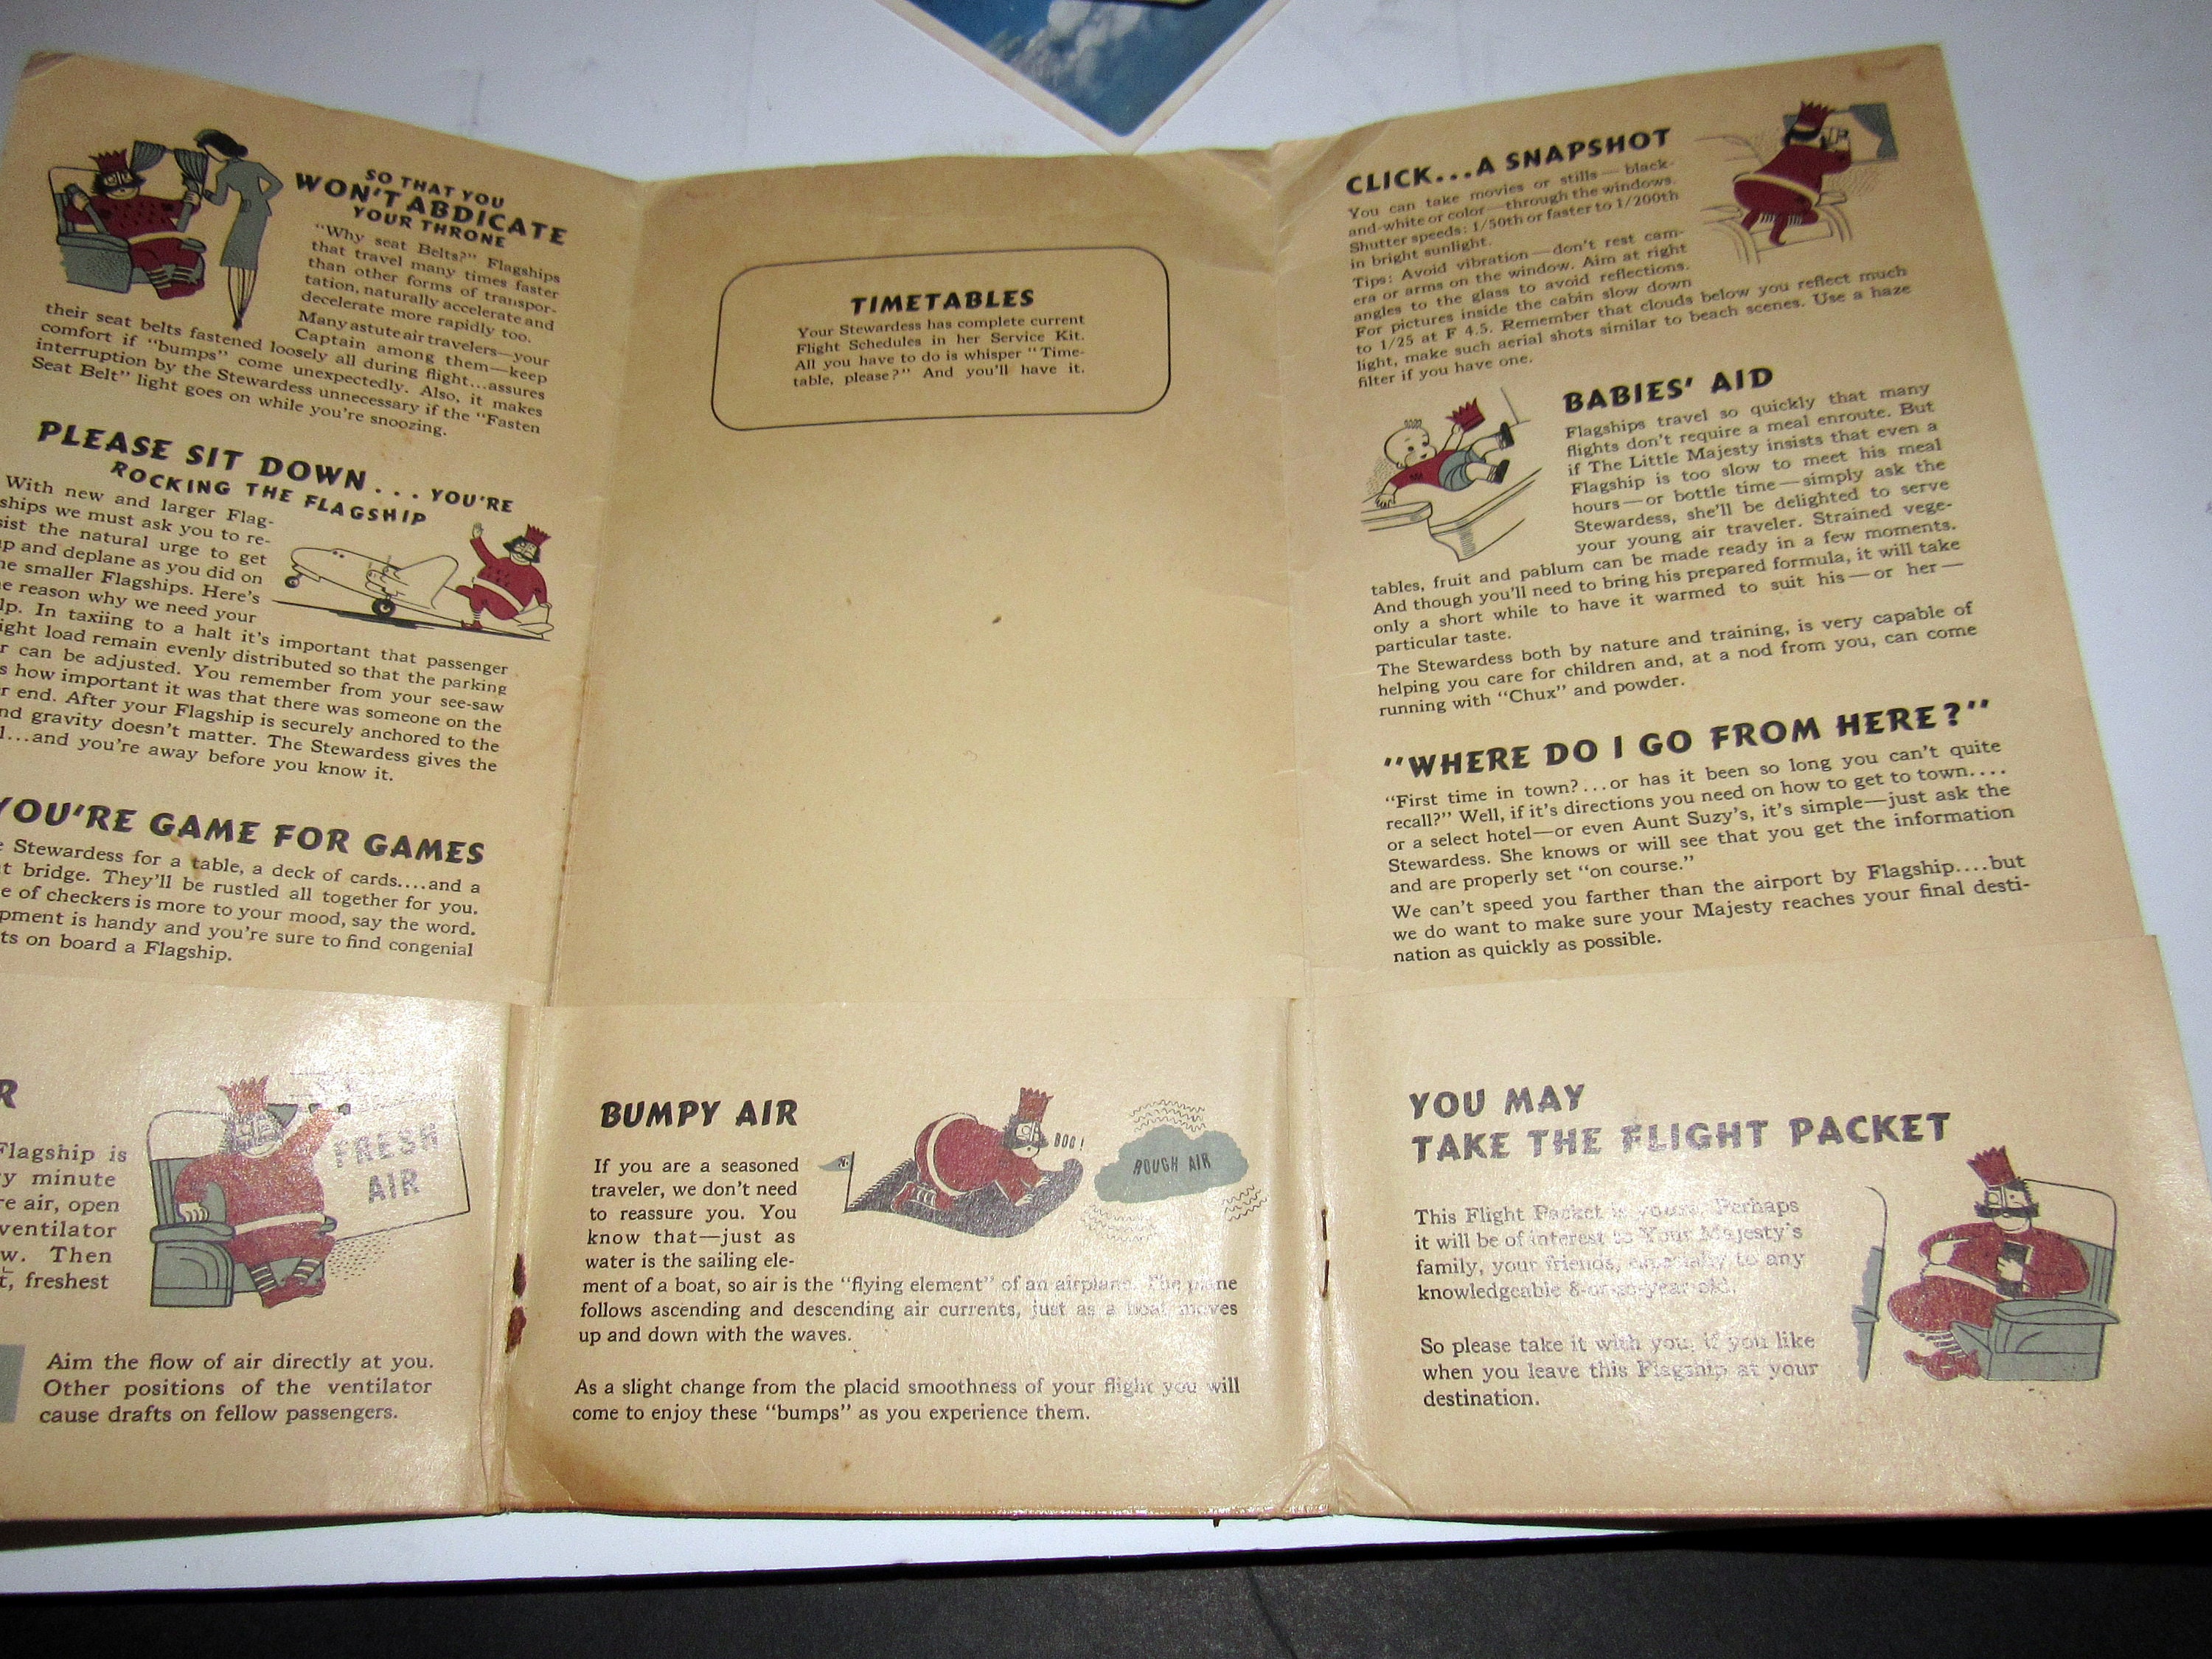 SO THAT YOU
WON'T ABDICATE
YOUR THRONE
"Why seat Belts?" Flagships
that travel many times faster
than other forms of transpor-
tation, naturally accelerate and
decelerate more rapidly too.
Many astute air travelers—your
Captain among them—keep
their seat belts fastened loosely all during flight...assures
comfort if "bumps" come unexpectedly. Also, it makes
interruption by the Stewardess unnecessary if the "Fasten
Seat Belt" light goes on while you're snoozing.
PLEASE SIT DOWN... YOU'RE
ROCKING THE FLAGSHIP
With new and larger Flag-
ships we must ask you to re-
sist the natural urge to get
up and deplane as you did on
the smaller Flagships. Here's
reason why we need your
In taxiing to a halt it's important that passenger
load remain evenly distributed so that the parking
can be adjusted. You remember from your see-saw
how important it was that there was someone on the
end. After your Flagship is securely anchored to the
gravity doesn't matter. The Stewardess gives the
...and you're away before you know it.
YOU'RE GAME FOR GAMES
Stewardess for a table, a deck of cards....and a
bridge. They'll be rustled all together for you.
of checkers is more to your mood, say the word.
is handy and you're sure to find congenial
on board a Flagship.
FRESH
AIR
Flagship is
minute
air, open
ventilator
Then
freshest
Aim the flow of air directly at you.
Other positions of the ventilator
cause drafts on fellow passengers.
TIMETABLES
Your Stewardess has complete current
Flight Schedules in her Service Kit.
All you have to do is whisper "Time-
table, please?" And you'll have it.
BUMPY AIR
BOO!
ROUGH AIR
If you are a seasoned
traveler, we don't need
to reassure you. You
know that—just as
water is the sailing ele-
ment of a boat, so air is the "flying element" of an airplane. The plane
follows ascending and descending air currents, just as a boat moves
up and down with the waves.
As a slight change from the placid smoothness of your flight you will
come to enjoy these "bumps" as you experience them.
CLICK...A SNAPSHOT
You can take movies or stills—black-
and-white or color—through the windows.
Shutter speeds: 1/50th or faster to 1/200th
in bright sunlight.
Tips: Avoid vibration—don't rest cam-
era or arms on the window. Aim at right
angles to the glass to avoid reflections.
For pictures inside the cabin slow down
to 1/25 at F 4.5. Remember that clouds below you reflect much
light, make such aerial shots similar to beach scenes. Use a haze
filter if you have one.
BABIES' AID
Flagships travel so quickly that many
flights don't require a meal enroute. But
if The Little Majesty insists that even a
Flagship is too slow to meet his meal
hours—or bottle time—simply ask the
Stewardess, she'll be delighted to serve
your young air traveler. Strained vege-
tables, fruit and pablum can be made ready in a few moments.
And though you'll need to bring his prepared formula, it will take
only a short while to have it warmed to suit his—or her—
particular taste.
The Stewardess both by nature and training, is very capable of
helping you care for children and, at a nod from you, can come
running with "Chux" and powder.
"WHERE DO I GO FROM HERE?"
"First time in town?...or has it been so long you can't quite
recall?" Well, if it's directions you need on how to get to town....
or a select hotel—or even Aunt Suzy's, it's simple—just ask the
Stewardess. She knows or will see that you get the information
and are properly set "on course."
We can't speed you farther than the airport by Flagship....but
we do want to make sure your Majesty reaches your final desti-
nation as quickly as possible.
YOU MAY
TAKE THE FLIGHT PACKET
This Flight Packet is yours. Perhaps
it will be of interest to Your Majesty's
family, your friends, especially to any
knowledgeable 8-or-so-year-old.
So please take it with you, if you like
when you leave this Flagship at your
destination.